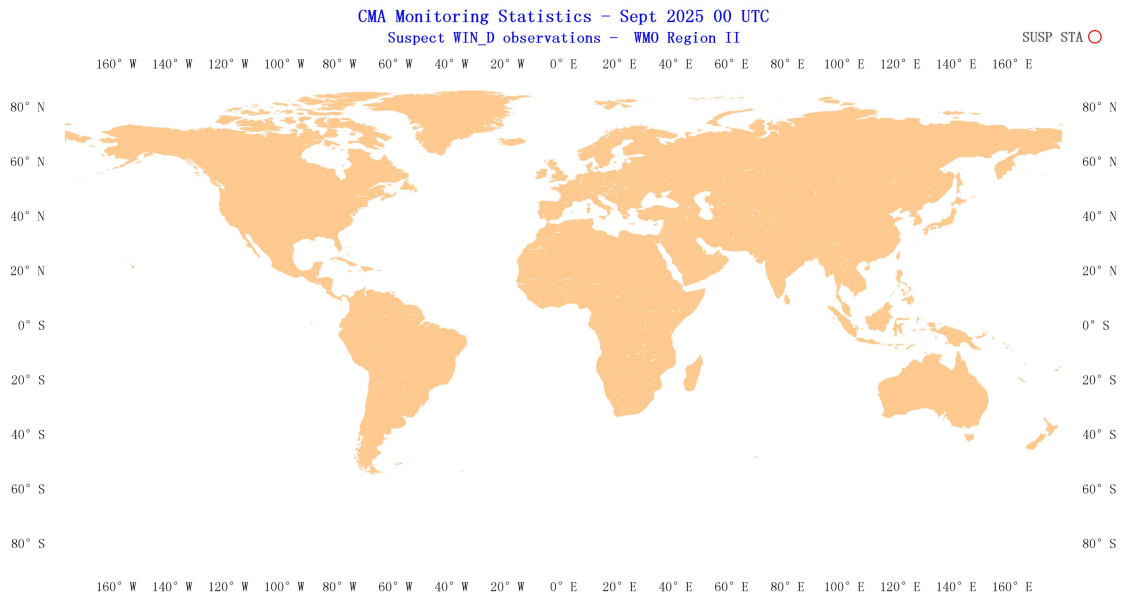 CMA Monitoring Statistics - Sept 2025 00 UTC
Suspect WIN_D observations - WMO Region II
SUSP STA
160° W 140° W 120° W 100° W 80° W 60° W 40° W 20° W 0° E 20° E 40° E 60° E 80° E 100° E 120° E 140° E 160° E
80° N 80° N
60° N 60° N
40° N 40° N
20° N 20° N
0° S 0° S
20° S 20° S
40° S 40° S
60° S 60° S
80° S 80° S
160° W 140° W 120° W 100° W 80° W 60° W 40° W 20° W 0° E 20° E 40° E 60° E 80° E 100° E 120° E 140° E 160° E